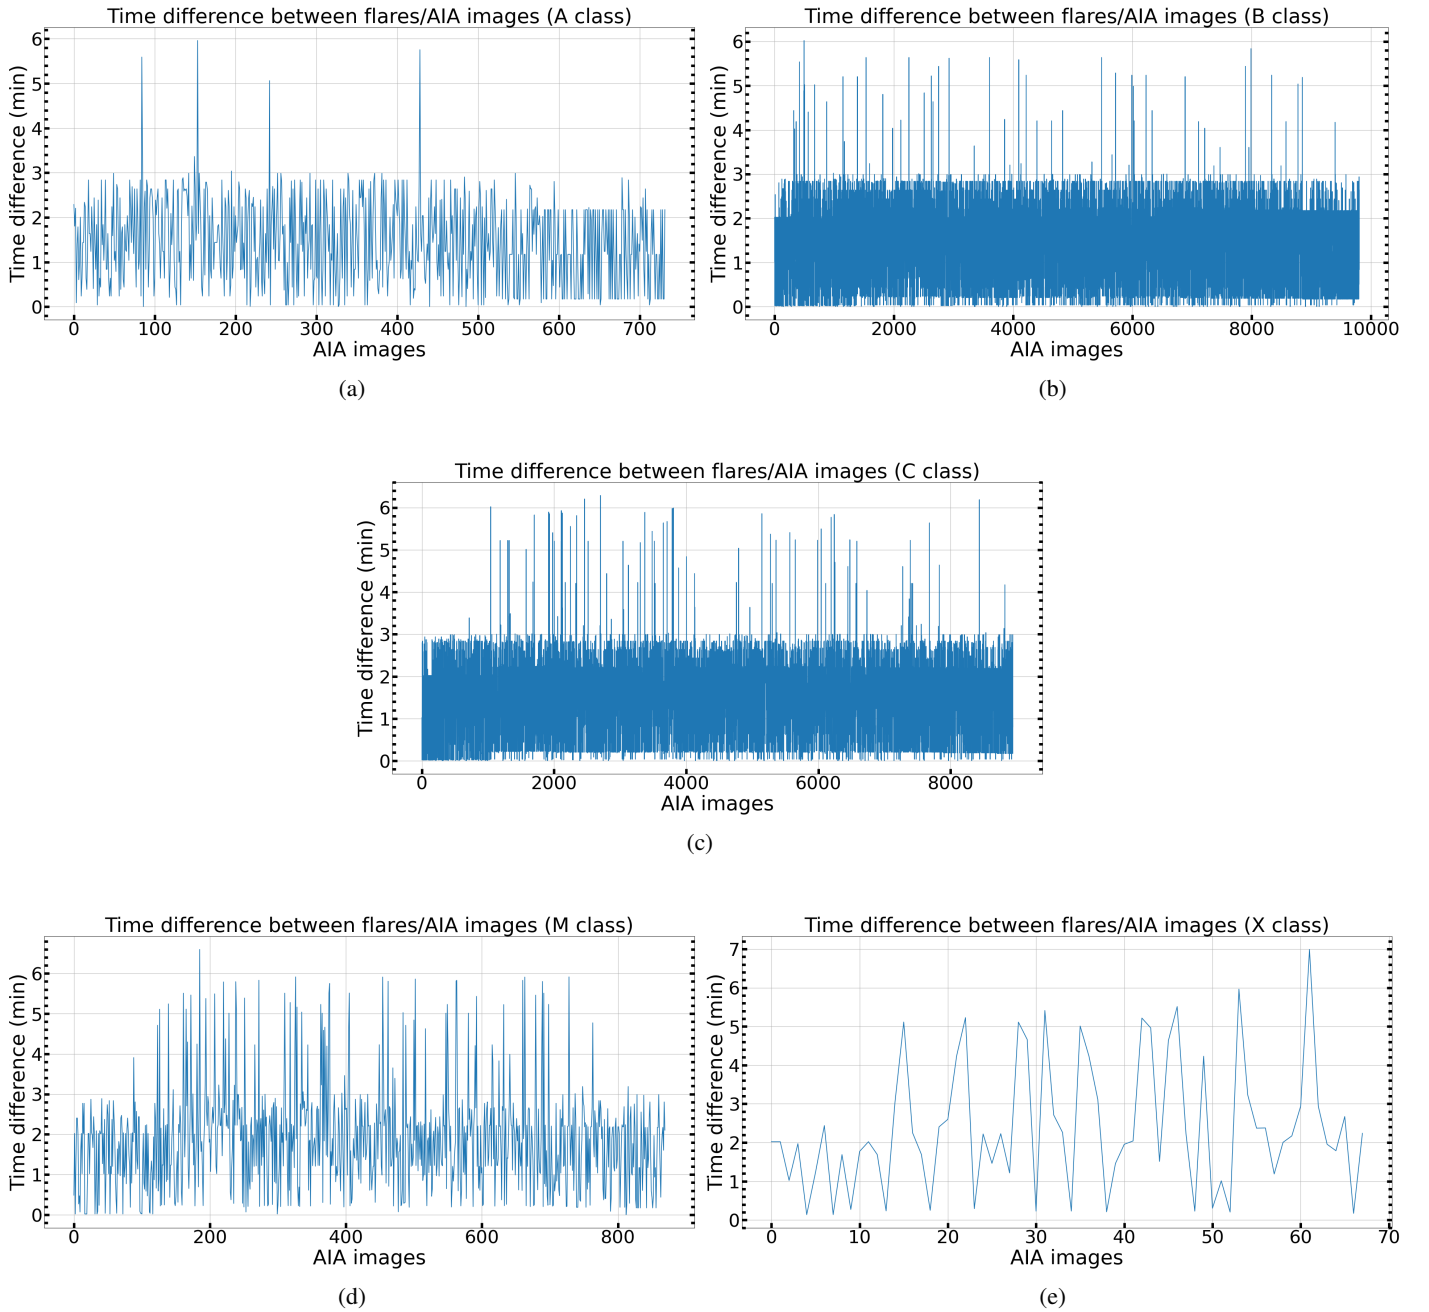 Time difference between flares/AIA images (A class)
Time difference (min)
6
5
4
3
2
1
0
0 100 200 300 400 500 600 700
AIA images
(a)
Time difference between flares/AIA images (B class)
Time difference (min)
6
5
4
3
2
1
0
0 2000 4000 6000 8000 10000
AIA images
(b)
Time difference between flares/AIA images (C class)
Time difference (min)
6
5
4
3
2
1
0
0 2000 4000 6000 8000
AIA images
(c)
Time difference between flares/AIA images (M class)
Time difference (min)
6
5
4
3
2
1
0
0 200 400 600 800
AIA images
(d)
Time difference between flares/AIA images (X class)
Time difference (min)
7
6
5
4
3
2
1
0
0 10 20 30 40 50 60 70
AIA images
(e)